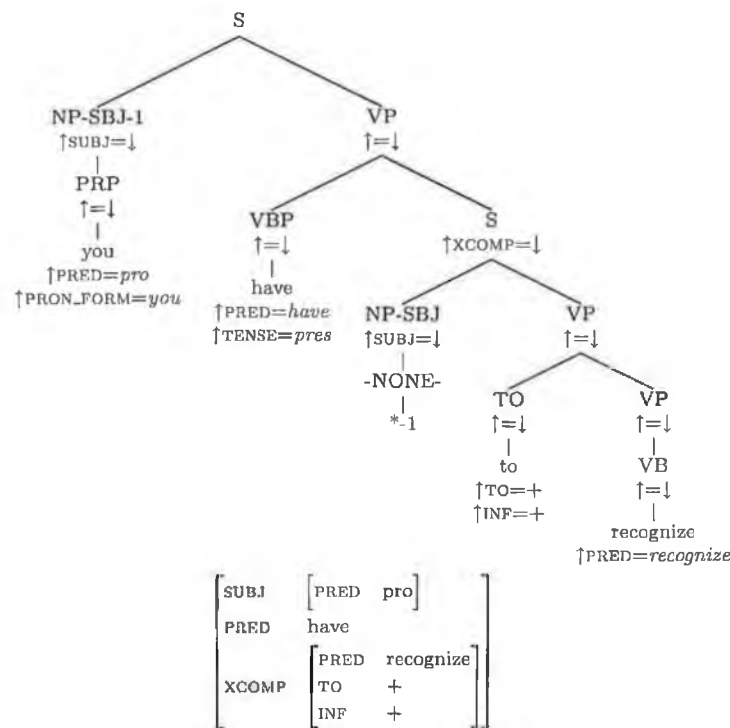 S
NP-SBJ-1 VP
↑SUBJ=↓ ↑=↓
PRP
↑=↓ VBP S
↑=↓ ↑XCOMP=↓
you
↑PRED=pro have
↑PRON_FORM=you ↑PRED=have NP-SBJ VP
↑TENSE=pres ↑SUBJ=↓ ↑=↓
-NONE-
TO VP
*-1 ↑=↓ ↑=↓
to VB
↑TO=+ ↑=↓
↑INF=+
recognize
↑PRED=recognize
SUBJ [PRED pro]
PRED have
PRED recognize
XCOMP TO +
INF +